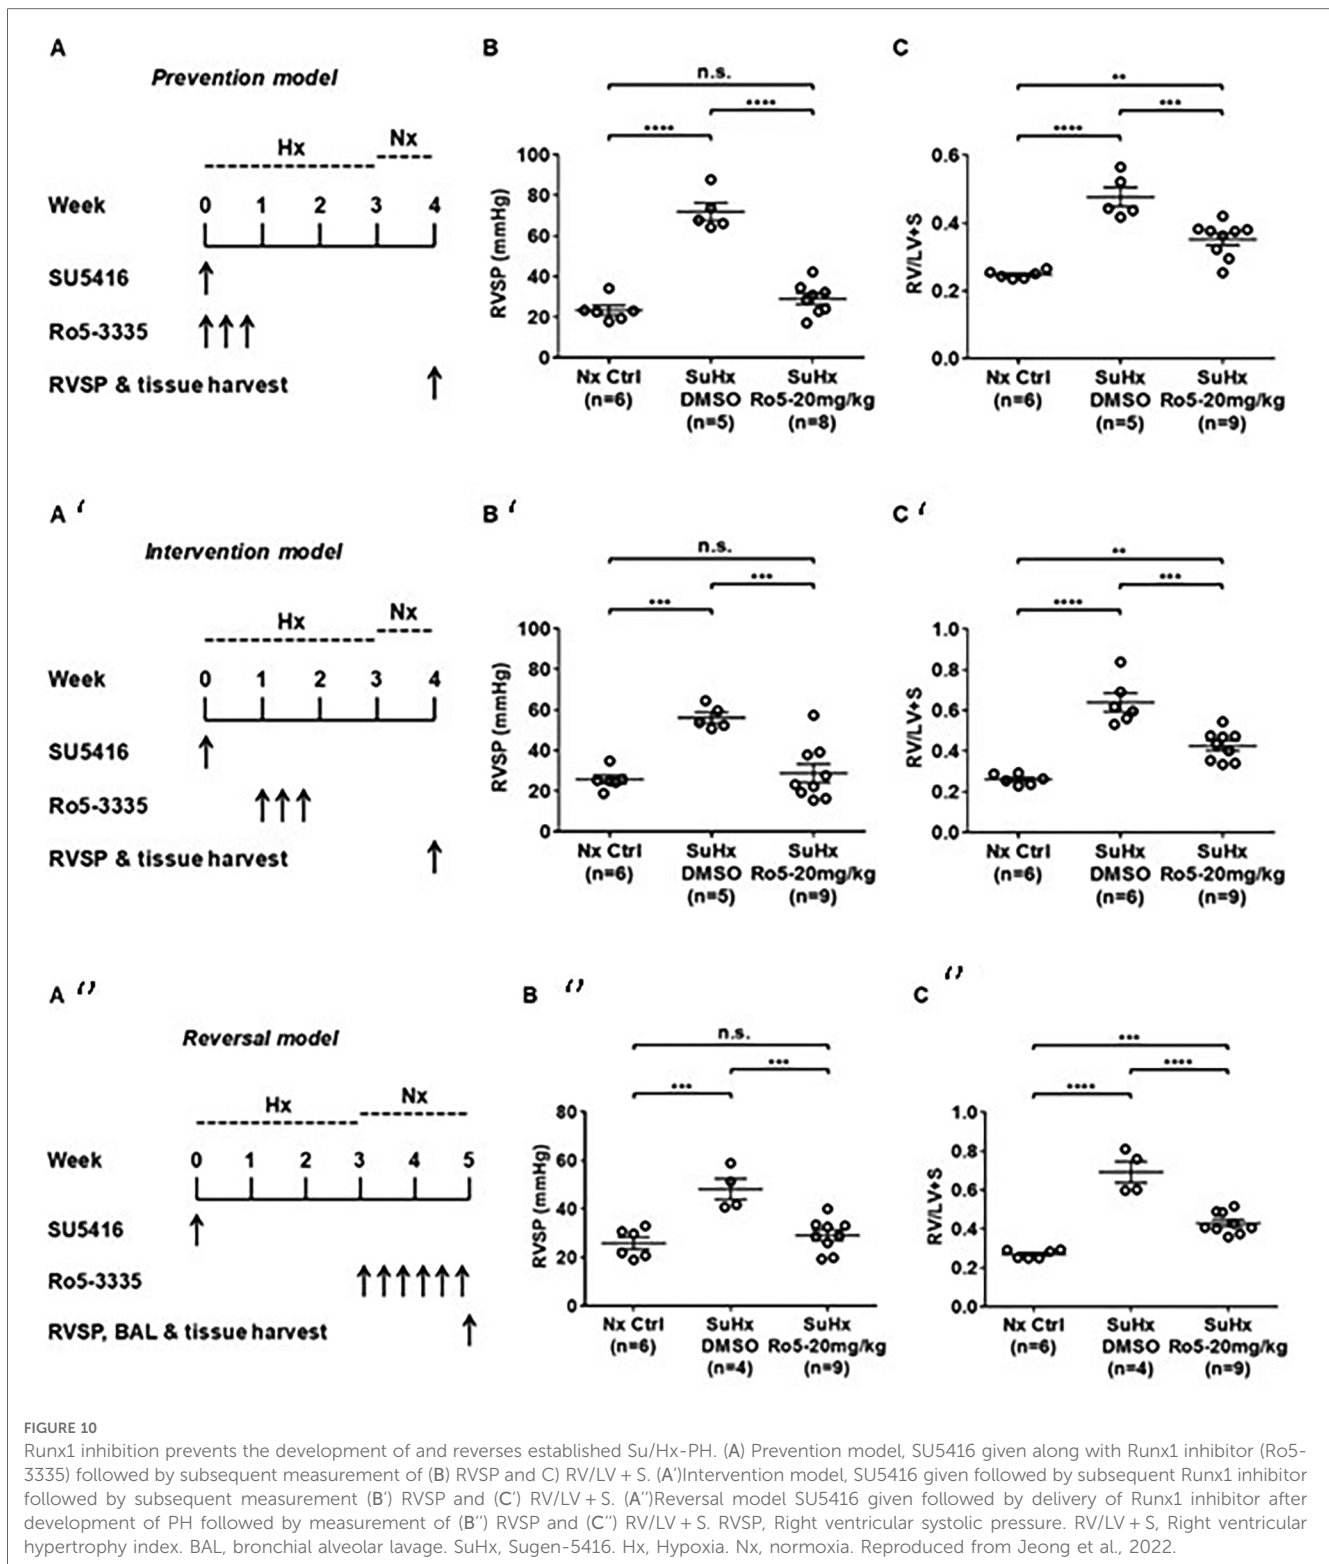 A
Prevention model
Hx
Nx
Week 0 1 2 3 4
SU5416
Ro5-3335
RVSP & tissue harvest
B
n.s.
••••
••••
RVSP (mmHg)
100
80
60
40
20
0
Nx Ctrl
(n=6)
SuHx
DMSO
(n=5)
SuHx
Ro5-20mg/kg
(n=8)
C
••
•••
••••
RV/LV+S
0.6
0.4
0.2
0.0
Nx Ctrl
(n=6)
SuHx
DMSO
(n=5)
SuHx
Ro5-20mg/kg
(n=9)
A ′
Intervention model
Hx
Nx
Week 0 1 2 3 4
SU5416
Ro5-3335
RVSP & tissue harvest
B ′
n.s.
•••
•••
RVSP (mmHg)
100
80
60
40
20
0
Nx Ctrl
(n=6)
SuHx
DMSO
(n=5)
SuHx
Ro5-20mg/kg
(n=9)
C ′
••
•••
••••
RV/LV+S
1.0
0.8
0.6
0.4
0.2
0.0
Nx Ctrl
(n=6)
SuHx
DMSO
(n=6)
SuHx
Ro5-20mg/kg
(n=9)
A ′′
Reversal model
Hx
Nx
Week 0 1 2 3 4 5
SU5416
Ro5-3335
RVSP, BAL & tissue harvest
B ′′
n.s.
•••
•••
RVSP (mmHg)
80
60
40
20
0
Nx Ctrl
(n=6)
SuHx
DMSO
(n=4)
SuHx
Ro5-20mg/kg
(n=9)
C ′′
•••
••••
••••
RV/LV+S
1.0
0.8
0.6
0.4
0.2
0.0
Nx Ctrl
(n=6)
SuHx
DMSO
(n=4)
SuHx
Ro5-20mg/kg
(n=9)
FIGURE 10
Runx1 inhibition prevents the development of and reverses established Su/Hx-PH. (A) Prevention model, SU5416 given along with Runx1 inhibitor (Ro5-
3335) followed by subsequent measurement of (B) RVSP and C) RV/LV + S. (A′)Intervention model, SU5416 given followed by subsequent Runx1 inhibitor
followed by subsequent measurement (B′) RVSP and (C′) RV/LV + S. (A′′)Reversal model SU5416 given followed by delivery of Runx1 inhibitor after
development of PH followed by measurement of (B′′) RVSP and (C′′) RV/LV + S. RVSP, Right ventricular systolic pressure. RV/LV + S, Right ventricular
hypertrophy index. BAL, bronchial alveolar lavage. SuHx, Sugen-5416. Hx, Hypoxia. Nx, normoxia. Reproduced from Jeong et al., 2022.